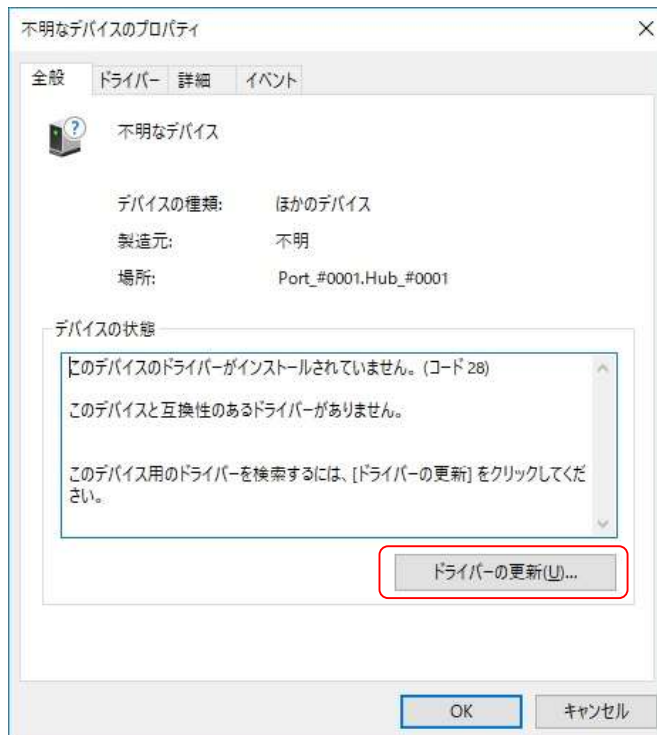 不明なデバイスのプロパティ
全般 ドライバー 詳細 イベント
不明なデバイス
デバイスの種類: ほかのデバイス
製造元: 不明
場所: Port_#0001.Hub_#0001
デバイスの状態
このデバイスのドライバーがインストールされていません。(コード 28)
このデバイスと互換性のあるドライバーがありません。
このデバイス用のドライバーを検索するには、[ドライバーの更新] をクリックしてくだ
さい。
ドライバーの更新(U)...
OK キャンセル